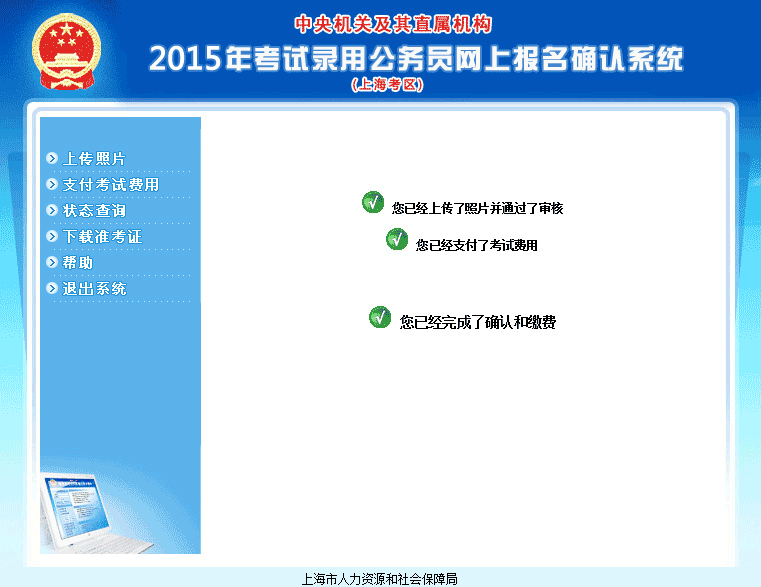 中央机关及其直属机构
2015年考试录用公务员网上报名确认系统
(上海考区)
上传照片
支付考试费用
状态查询
下载准考证
帮助
退出系统
您已经上传了照片并通过了审核
您已经支付了考试费用
您已经完成了确认和缴费
上海市人力资源和社会保障局